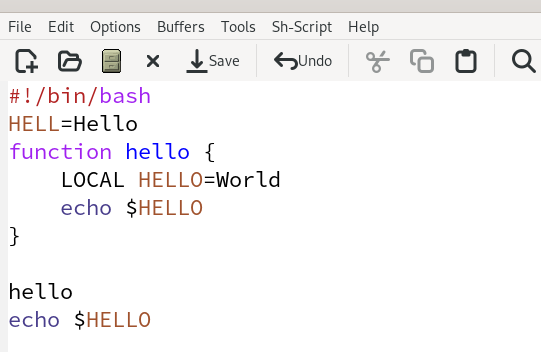 File Edit Options Buffers Tools Sh-Script Help
Save Undo
#!/bin/bash
HELL=Hello
function hello {
    LOCAL HELLO=World
    echo $HELLO
}
hello
echo $HELLO